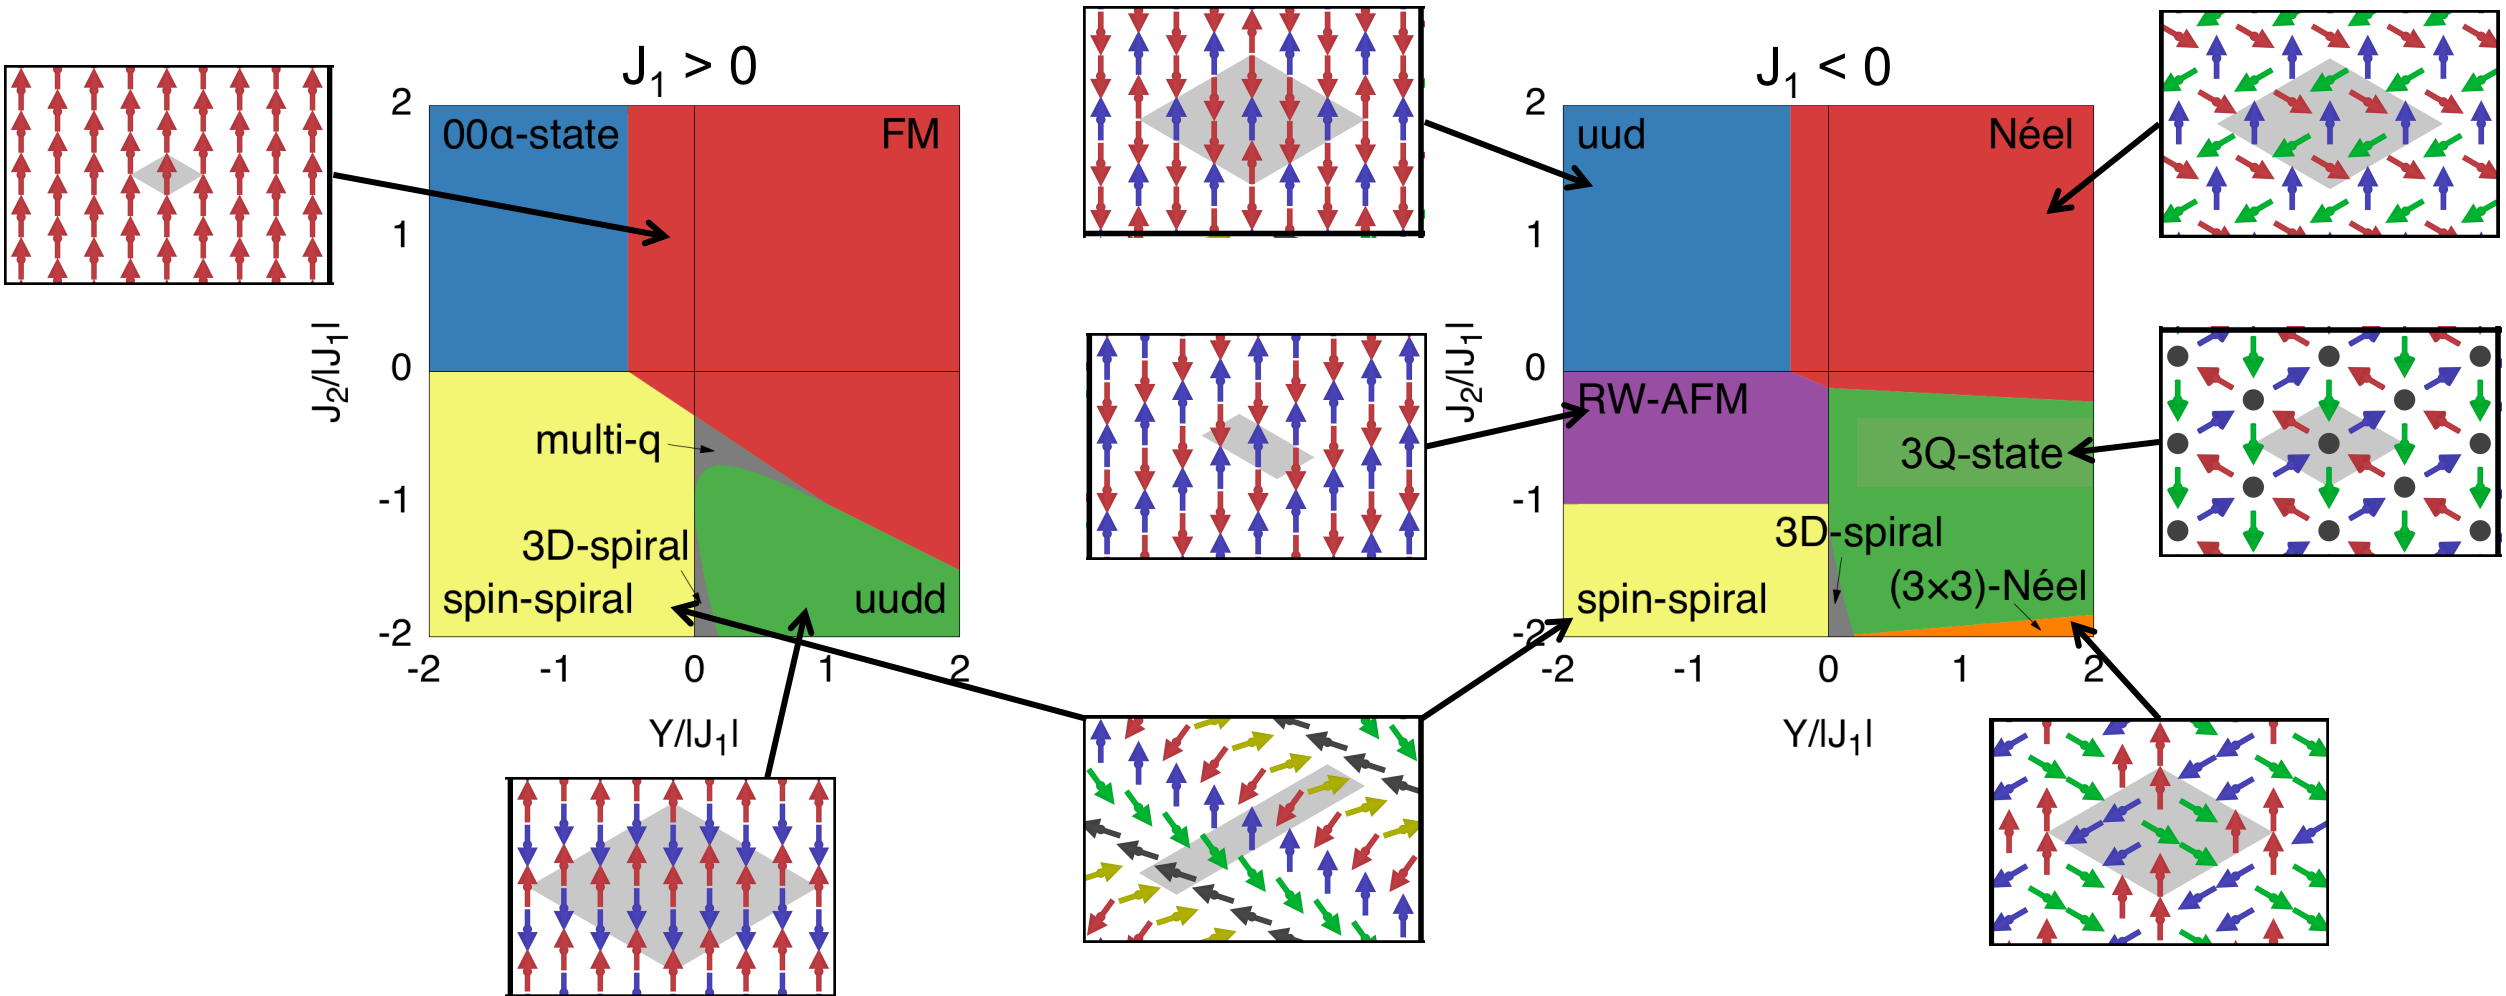 J₁ > 0
2
1
0
-1
-2
-2
-1
0
1
2
J₂/|J₁|
Y/|J₁|
00α-state
FM
multi-q
3D-spiral
spin-spiral
uudd
J₁ < 0
2
1
0
-1
-2
-2
-1
0
1
2
J₂/|J₁|
Y/|J₁|
uud
Néel
RW-AFM
3Q-state
3D-spiral
(3×3)-Néel
spin-spiral